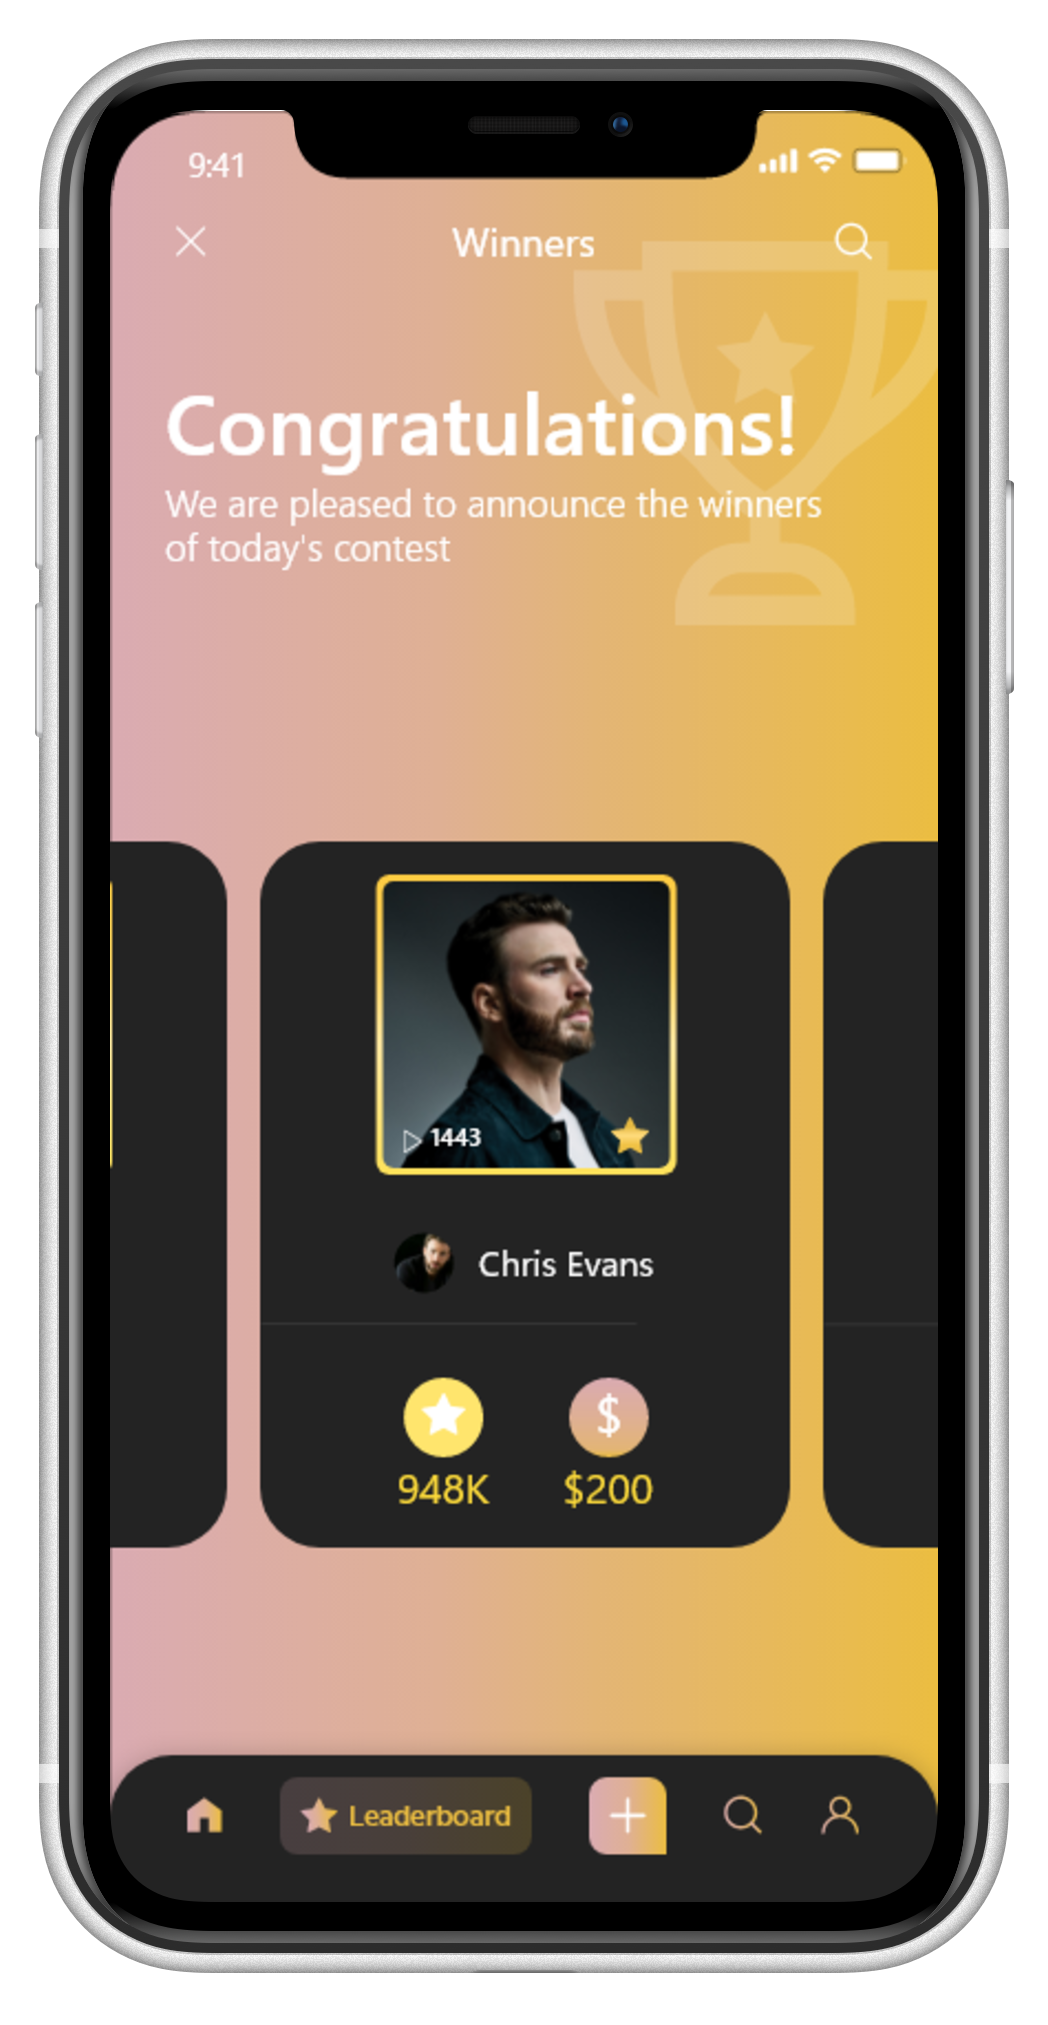 9:41
Winners
Congratulations!
We are pleased to announce the winners
of today's contest
1443
Chris Evans
$
948K
$200
Leaderboard